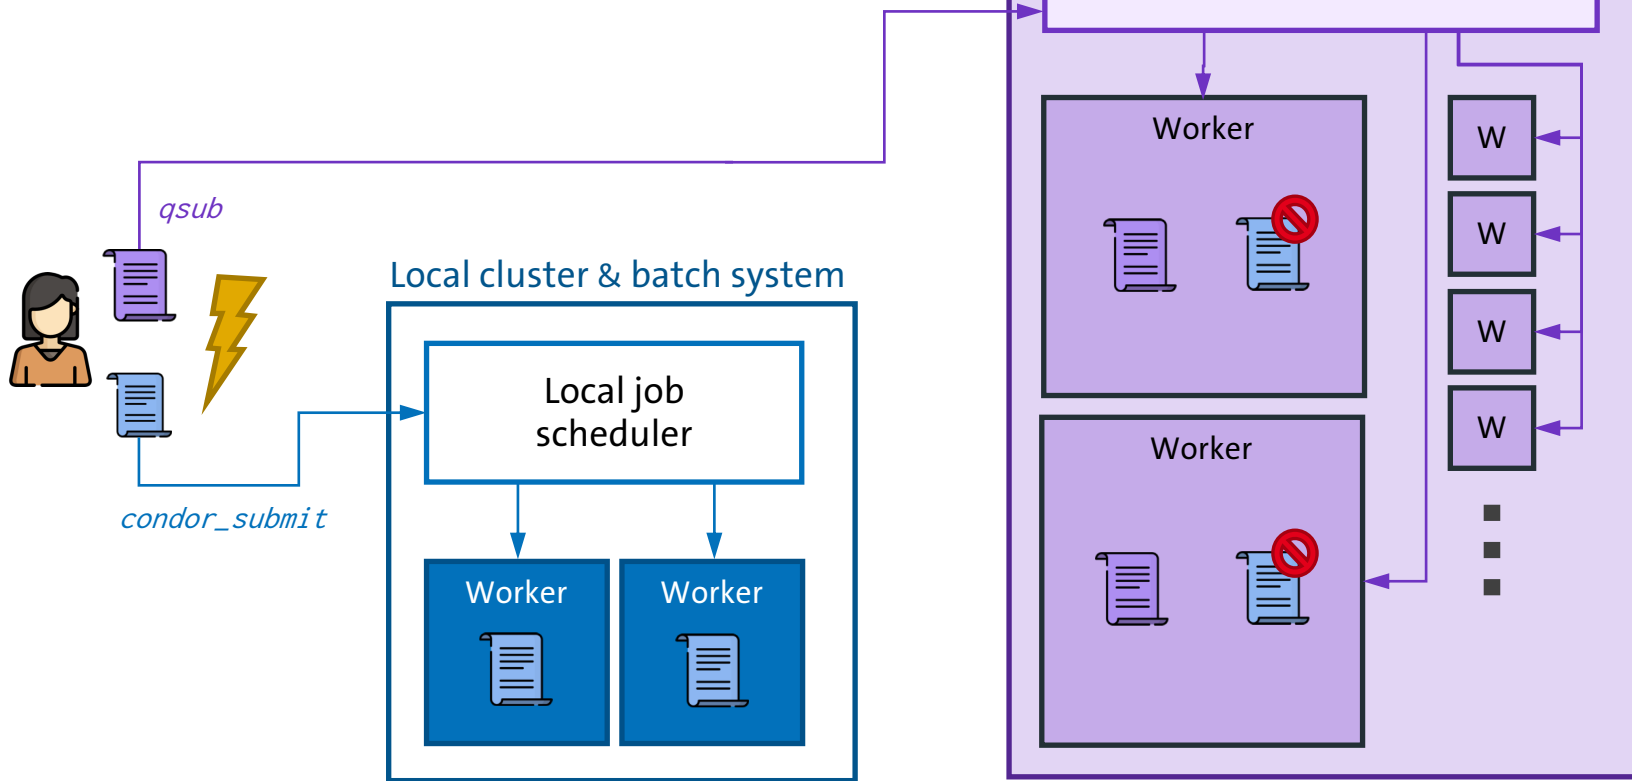 qsub
Local cluster & batch system
Local job
scheduler
condor_submit
Worker
Worker
Worker
Worker
W
W
W
W